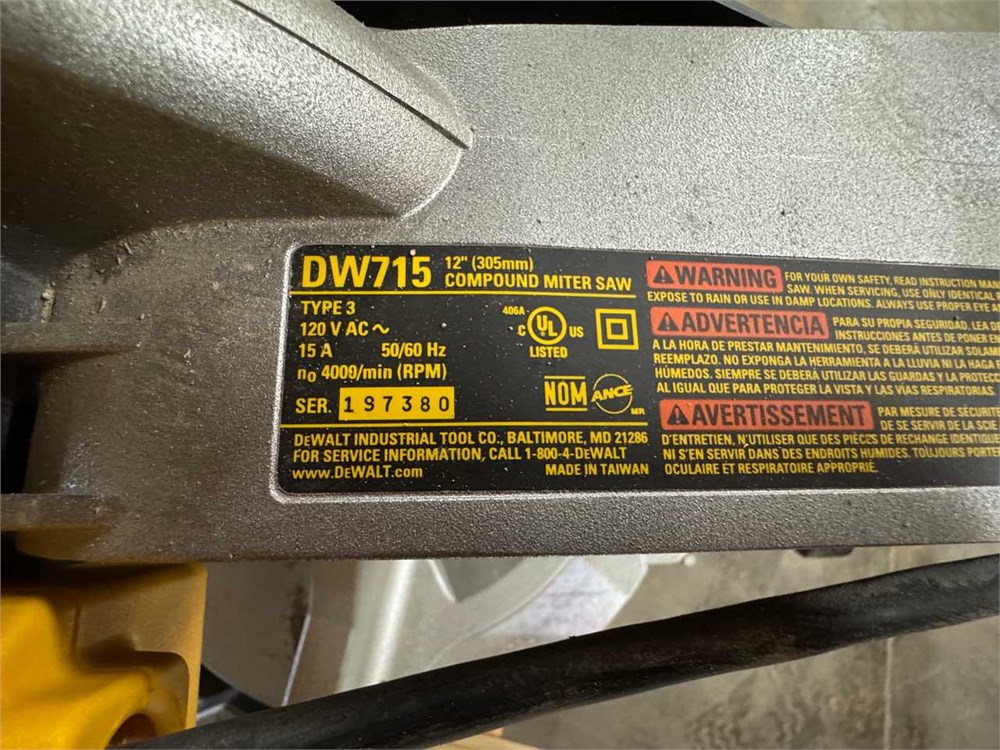 DW715 12" (305mm)
COMPOUND MITER SAW
TYPE 3
120 V AC ~
15 A 50/60 Hz
n₀ 4000/min (RPM)
SER. 197380
406A
C UL US
LISTED
NOM ANCE
MR
DEWALT INDUSTRIAL TOOL CO., BALTIMORE, MD 21286
FOR SERVICE INFORMATION, CALL 1-800-4-DEWALT
www.DEWALT.com MADE IN TAIWAN
WARNING FOR YOUR OWN SAFETY, READ INSTRUCTION
SAW. WHEN SERVICING, USE ONLY IDENTICAL
EXPOSE TO RAIN OR USE IN DAMP LOCATIONS. ALWAYS USE PROPER EYE
ADVERTENCIA PARA SU PROPIA SEGURIDAD. LEA
INSTRUCCIONES ANTES DE PONER EN
A LA HORA DE PRESTAR MANTENIMIENTO, SE DEBERÁ UTILIZAR
REEMPLAZO. NO EXPONGA LA HERRAMIENTA A LA LLUVIA NI LA HAGA
HÚMEDOS. SIEMPRE SE DEBERÁ UTILIZAR LAS GUARDAS Y LA
AL IGUAL QUE PARA PROTEGER LA VISTA Y LAS VIAS RESPIRATORIAS.
AVERTISSEMENT PAR MESURE DE SÉCURITÉ
DE SE SERVIR DE LA SCIE
D'ENTRETIEN, N'UTILISER QUE DES PIÈCES DE RECHANGE
NI S'EN SERVIR DANS DES ENDROITS HUMIDES. TOUJOURS
OCULAIRE ET RESPIRATOIRE APPROPRIÉ.